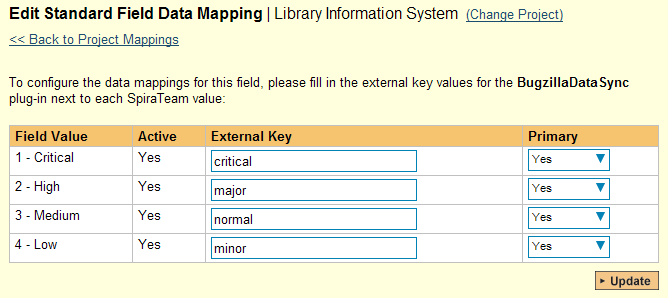 Edit Standard Field Data Mapping | Library Information System (Change Project)
<< Back to Project Mappings
To configure the data mappings for this field, please fill in the external key values for the BugzillaDataSync
plug-in next to each SpiraTeam value:
Field Value Active External Key Primary
1 - Critical Yes critical Yes
2 - High Yes major Yes
3 - Medium Yes normal Yes
4 - Low Yes minor Yes
Update